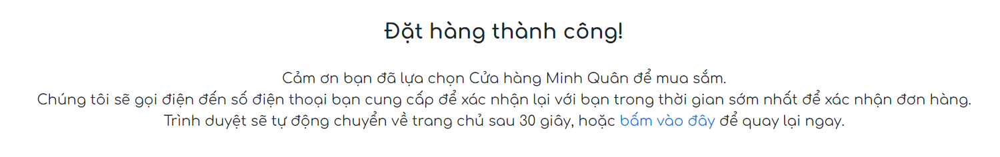 Đặt hàng thành công!
Cảm ơn bạn đã lựa chọn Cửa hàng Minh Quân để mua sắm.
Chúng tôi sẽ gọi điện đến số điện thoại bạn cung cấp để xác nhận lại với bạn trong thời gian sớm nhất để xác nhận đơn hàng.
Trình duyệt sẽ tự động chuyển về trang chủ sau 30 giây, hoặc bấm vào đây để quay lại ngay.